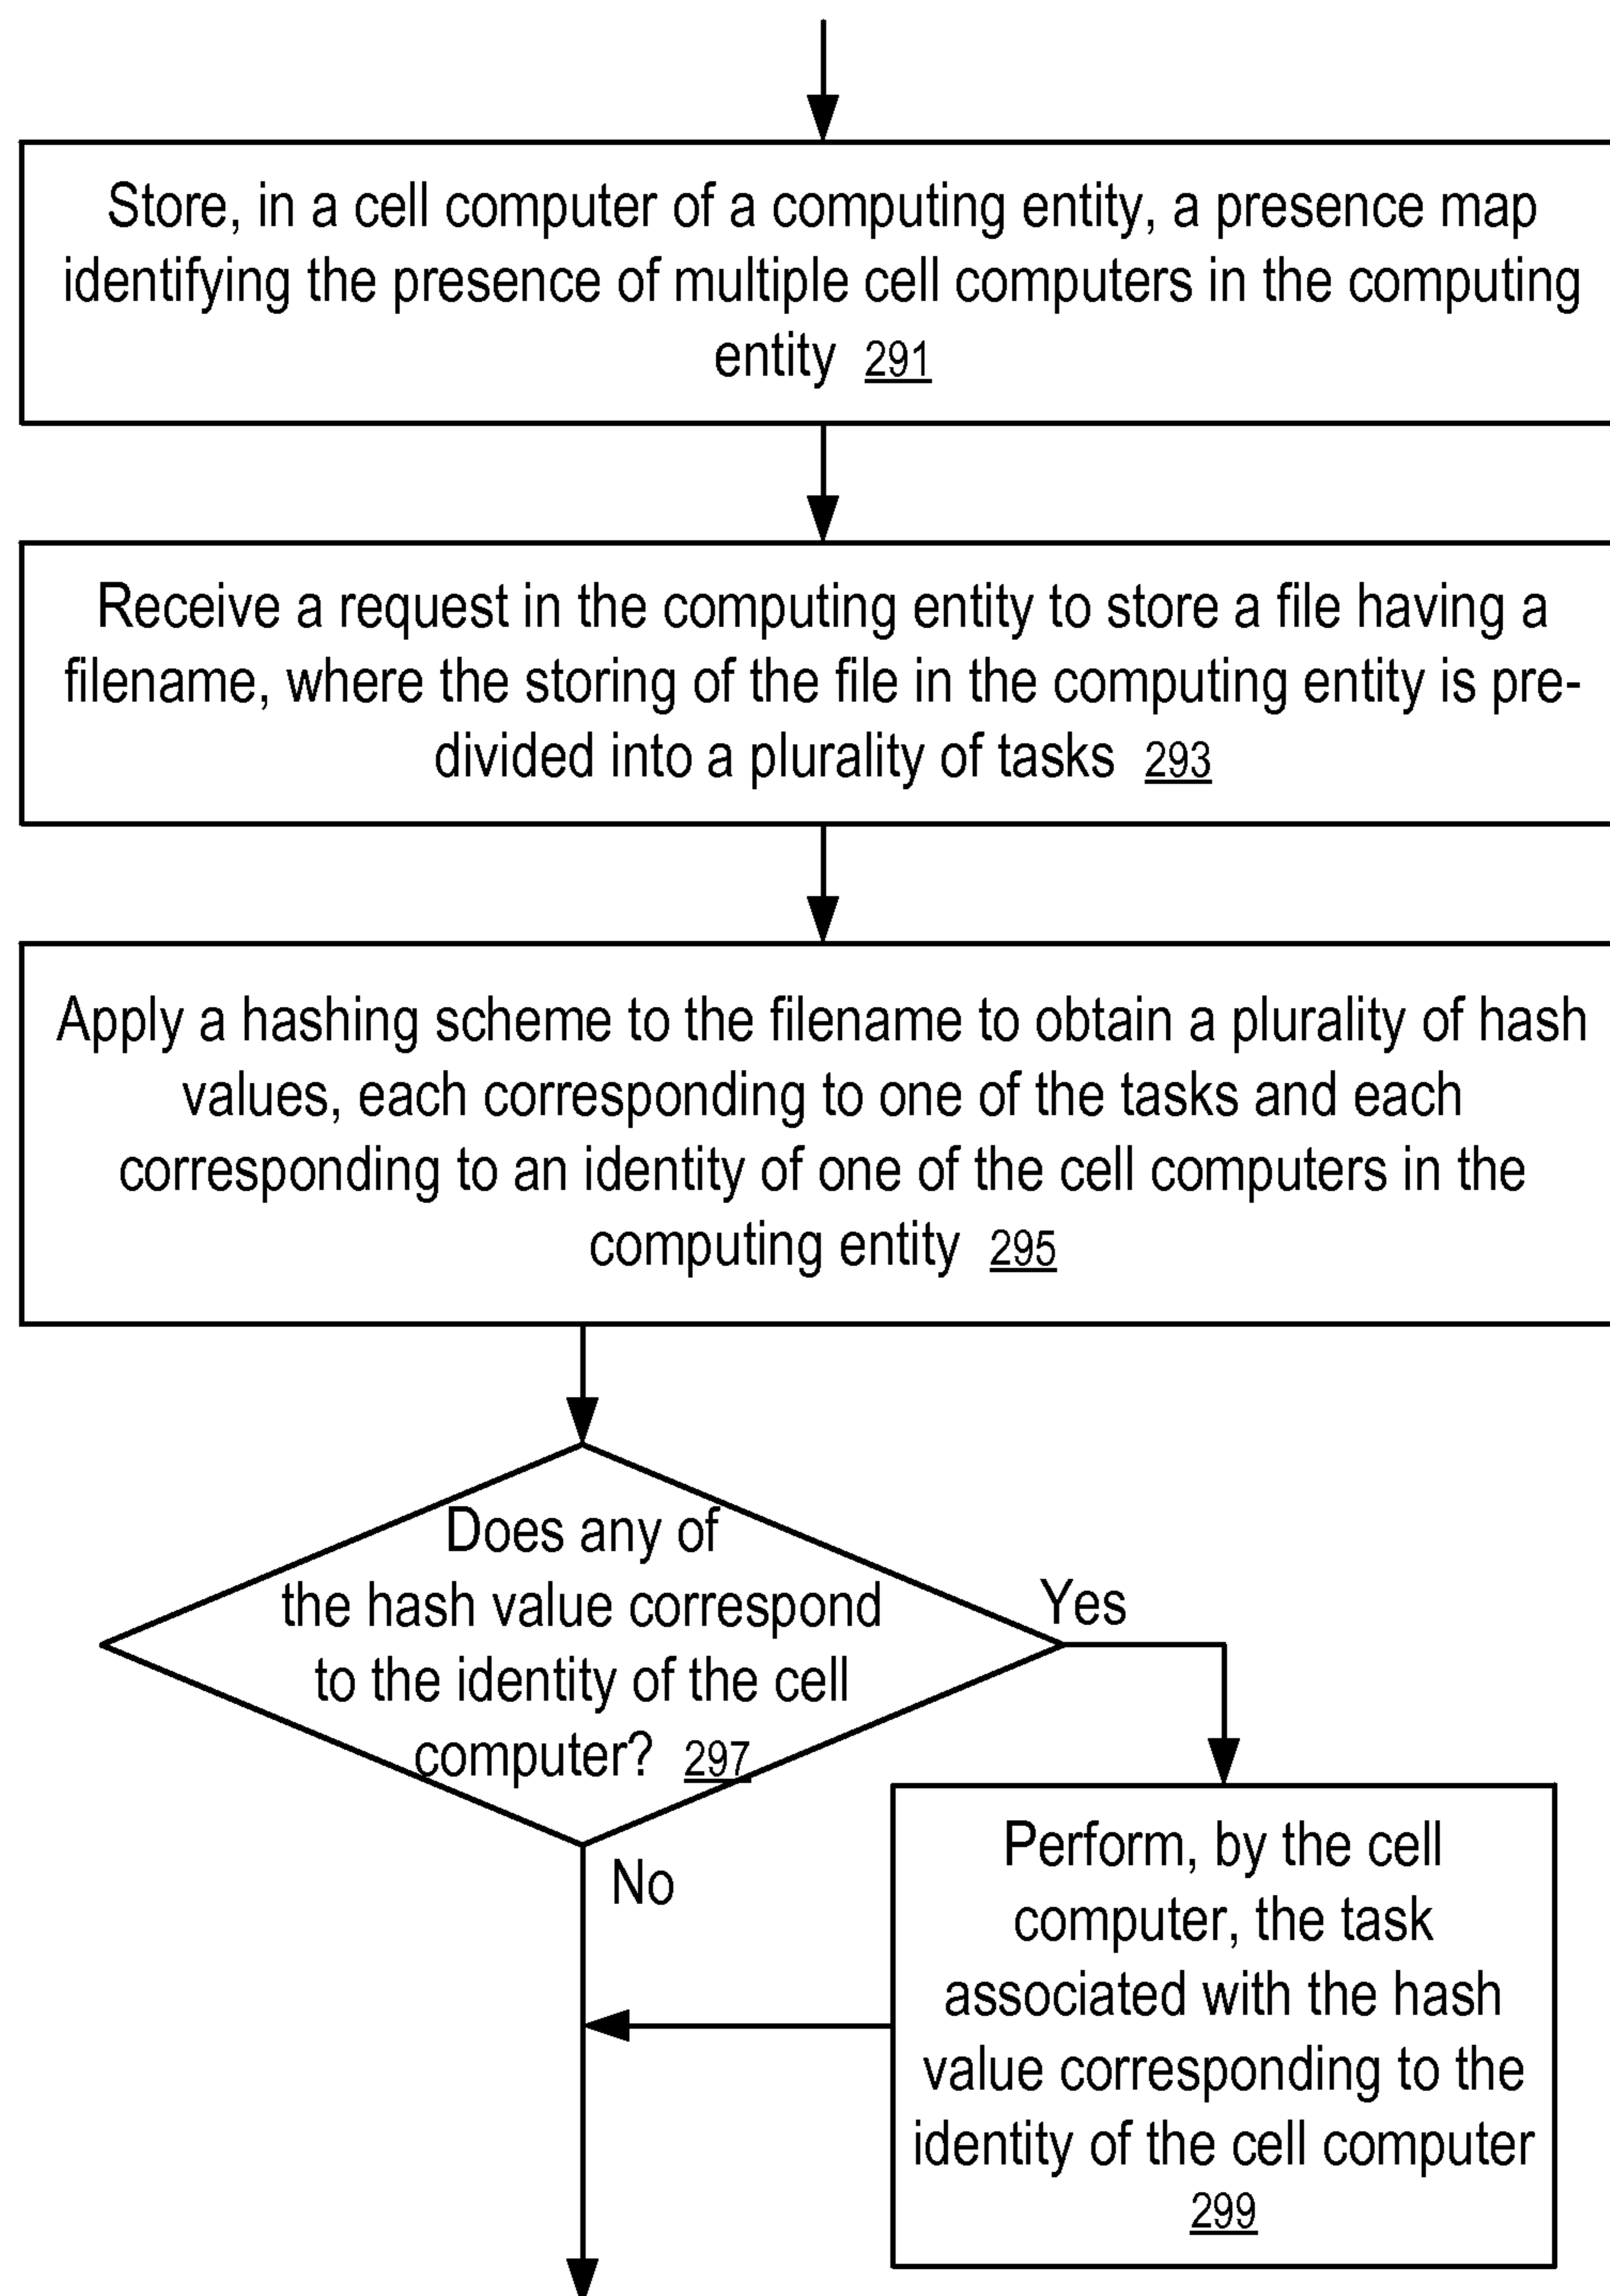 Store, in a cell computer of a computing entity, a presence map
identifying the presence of multiple cell computers in the computing
entity 291
Receive a request in the computing entity to store a file having a
filename, where the storing of the file in the computing entity is pre-
divided into a plurality of tasks 293
Apply a hashing scheme to the filename to obtain a plurality of hash
values, each corresponding to one of the tasks and each
corresponding to an identity of one of the cell computers in the
computing entity 295
Does any of
the hash value correspond
to the identity of the cell
computer? 297
Yes
No
Perform, by the cell
computer, the task
associated with the hash
value corresponding to the
identity of the cell computer
299